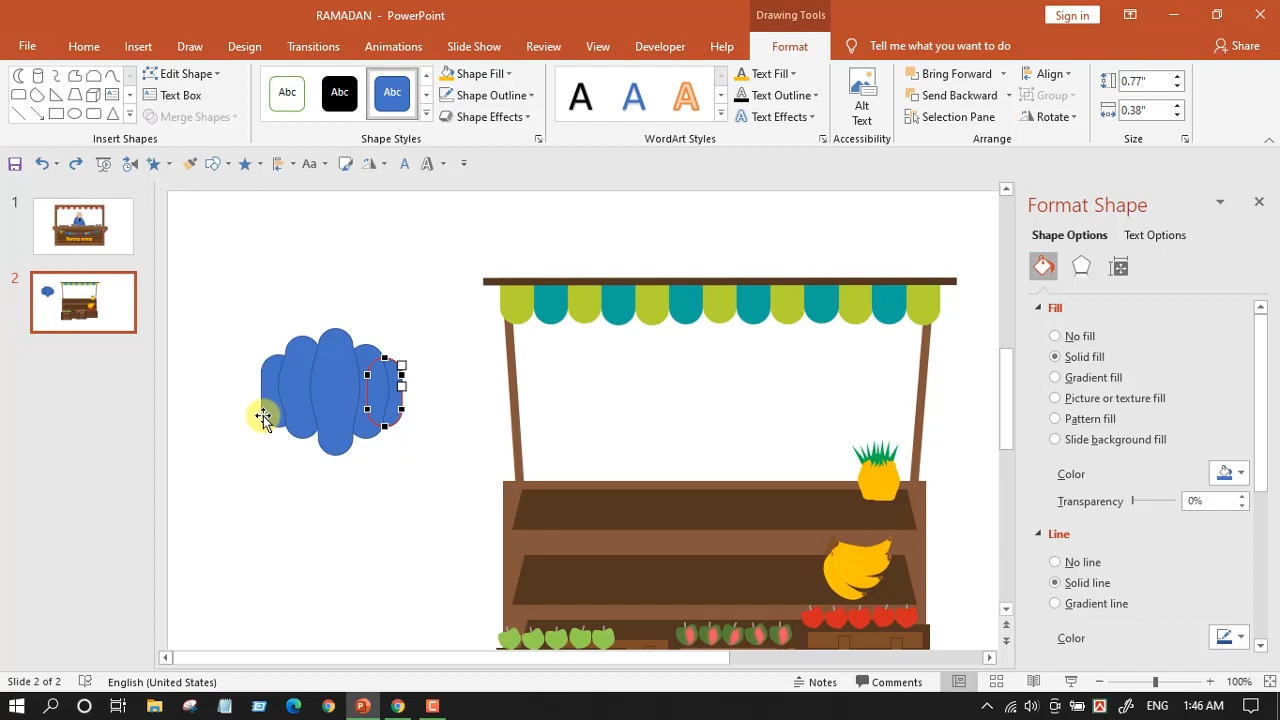 RAMADAN - PowerPoint
Drawing Tools
Sign in
File
Home
Insert
Draw
Design
Transitions
Animations
Slide Show
Review
View
Developer
Help
Format
Tell me what you want to do
Share
Edit Shape
Text Box
Merge Shapes
Insert Shapes
Abc
Abc
Abc
Shape Fill
Shape Outline
Shape Effects
Shape Styles
A
A
A
Text Fill
Text Outline
Text Effects
WordArt Styles
Alt
Text
Accessibility
Bring Forward
Send Backward
Selection Pane
Align
Group
Rotate
Arrange
0.77"
0.38"
Size
Aa
A
A
1
2
Format Shape
Shape Options
Text Options
Fill
No fill
Solid fill
Gradient fill
Picture or texture fill
Pattern fill
Slide background fill
Color
Transparency
0%
Line
No line
Solid line
Gradient line
Color
Slide 2 of 2
English (United States)
Notes
Comments
100%
ENG
1:46 AM